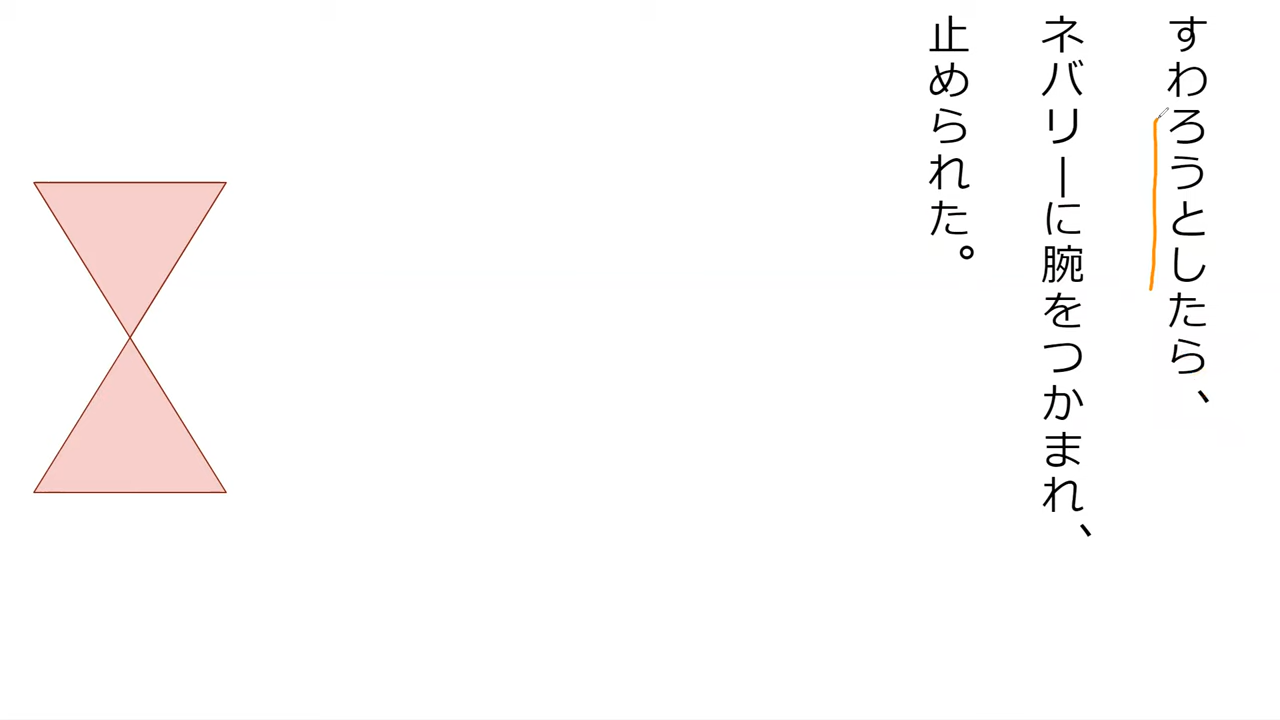 すわろうとしたら、
ネバリーに腕をつかまれ、
止められた。